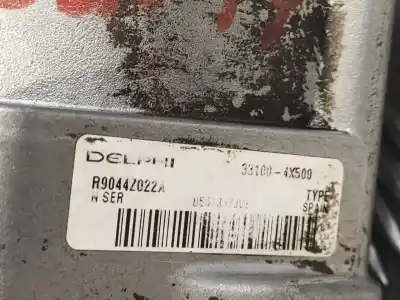 DELPHI 33100-4X500
R9044Z022A TYPE
N SER SPAIN